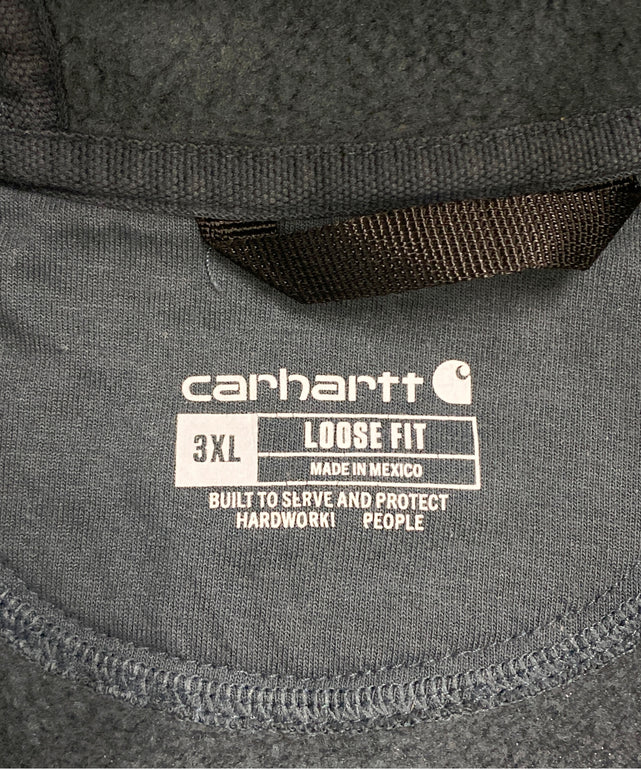 carhartt
3XL LOOSE FIT
MADE IN MEXICO
BUILT TO SERVE AND PROTECT
HARDWORKI PEOPLE